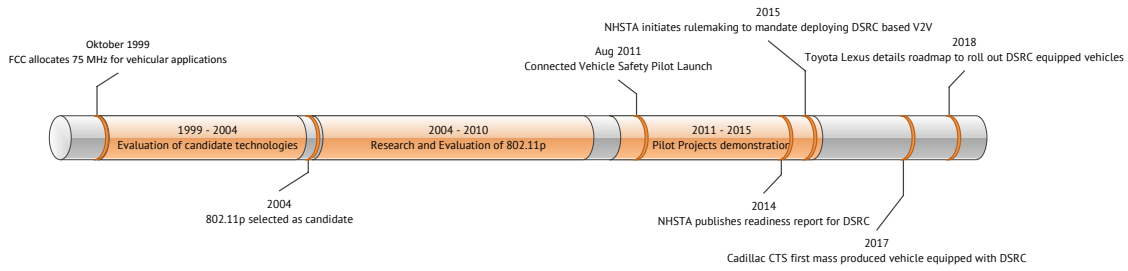 2015
NHSTA initiates rulemaking to mandate deploying DSRC based V2V
Oktober 1999
FCC allocates 75 MHz for vehicular applications
Aug 2011
Connected Vehicle Safety Pilot Launch
2018
Toyota Lexus details roadmap to roll out DSRC equipped vehicles
1999 - 2004
Evaluation of candidate technologies
2004 - 2010
Research and Evaluation of 802.11p
2011 - 2015
Pilot Projects demonstration
2004
802.11p selected as candidate
2014
NHSTA publishes readiness report for DSRC
2017
Cadillac CTS first mass produced vehicle equipped with DSRC